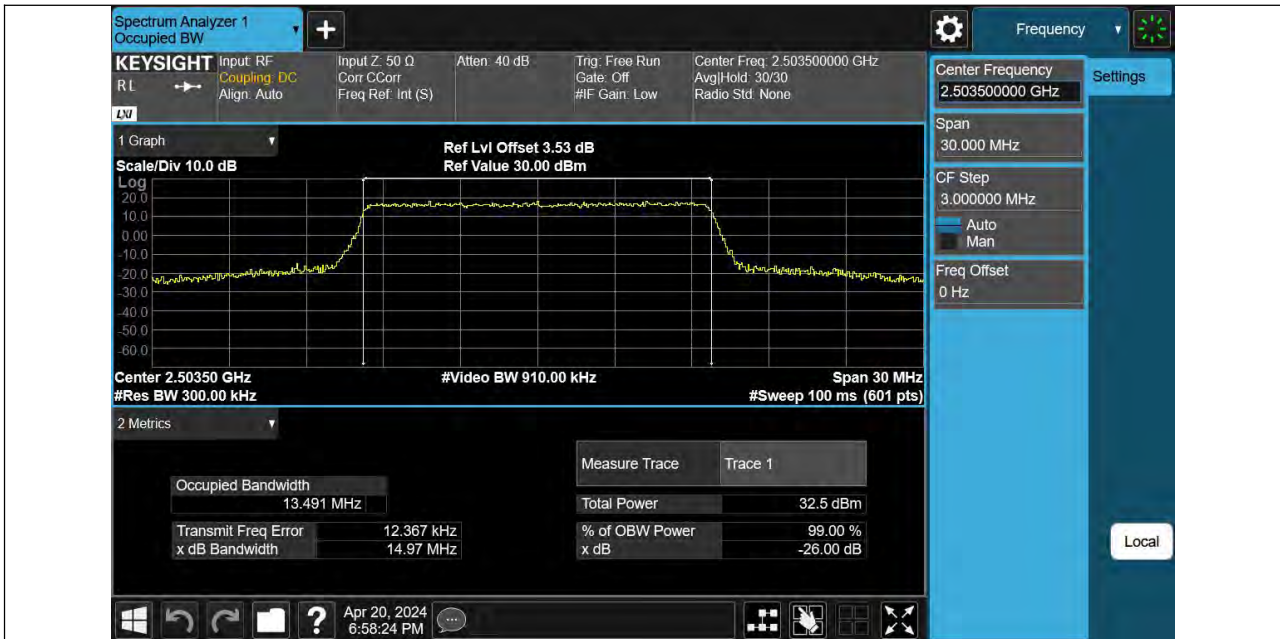 Spectrum Analyzer 1
Occupied BW
Frequency
KEYSIGHT
RL
LXI
Input: RF
Coupling: DC
Align: Auto
Input Z: 50 Ω
Corr CCorr
Freq Ref: Int (S)
Atten: 40 dB
Trig: Free Run
Gate: Off
#IF Gain: Low
Center Freq: 2.503500000 GHz
Avg|Hold: 30/30
Radio Std: None
Center Frequency
2.503500000 GHz
Settings
Span
30.000 MHz
CF Step
3.000000 MHz
Auto
Man
Freq Offset
0 Hz
Local
1 Graph
Scale/Div 10.0 dB
Ref Lvl Offset 3.53 dB
Ref Value 30.00 dBm
Log
20.0
10.0
0.00
-10.0
-20.0
-30.0
-40.0
-50.0
-60.0
Center 2.50350 GHz
#Video BW 910.00 kHz
Span 30 MHz
#Res BW 300.00 kHz
#Sweep 100 ms (601 pts)
2 Metrics
Measure Trace Trace 1
Occupied Bandwidth
13.491 MHz
Total Power 32.5 dBm
Transmit Freq Error 12.367 kHz
% of OBW Power 99.00 %
x dB Bandwidth 14.97 MHz
x dB -26.00 dB
Apr 20, 2024
6:58:24 PM